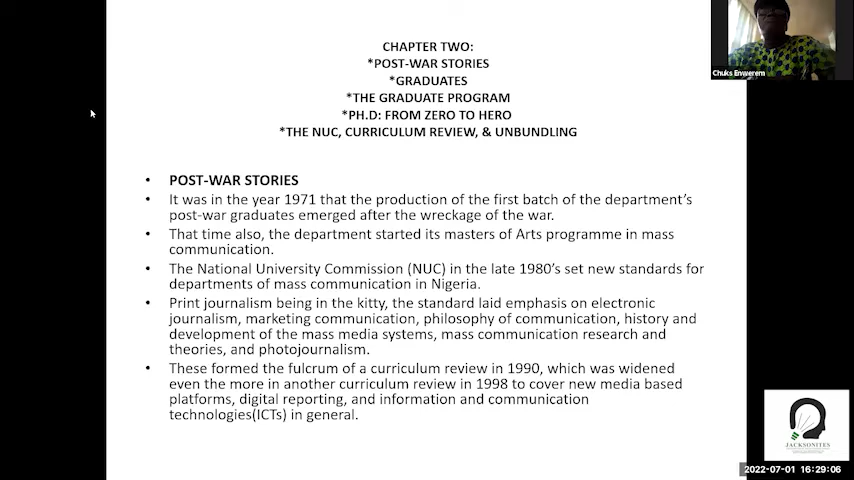 CHAPTER TWO:
*POST-WAR STORIES
*GRADUATES
*THE GRADUATE PROGRAM
*PH.D: FROM ZERO TO HERO
*THE NUC, CURRICULUM REVIEW, & UNBUNDLING
Chuks Enwerem
• POST-WAR STORIES
• It was in the year 1971 that the production of the first batch of the department's
post-war graduates emerged after the wreckage of the war.
• That time also, the department started its masters of Arts programme in mass
communication.
• The National University Commission (NUC) in the late 1980's set new standards for
departments of mass communication in Nigeria.
• Print journalism being in the kitty, the standard laid emphasis on electronic
journalism, marketing communication, philosophy of communication, history and
development of the mass media systems, mass communication research and
theories, and photojournalism.
• These formed the fulcrum of a curriculum review in 1990, which was widened
even the more in another curriculum review in 1998 to cover new media based
platforms, digital reporting, and information and communication
technologies(ICTs) in general.
JACKSONITES
2022-07-01 16:29:06